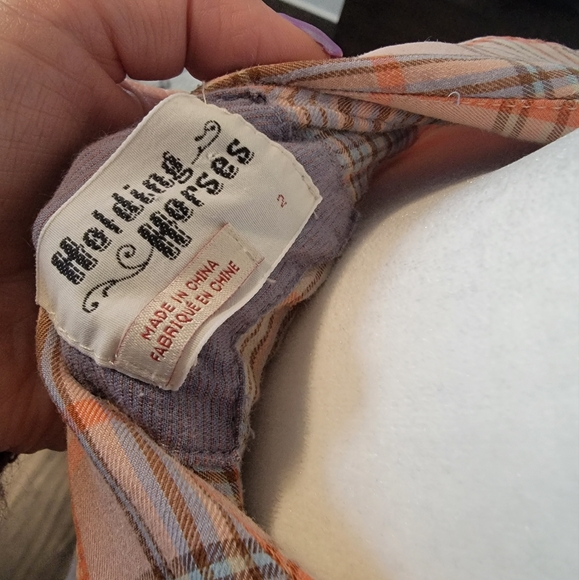 Holding
Horses
2
MADE IN CHINA
FABRIQUÉ EN CHINE